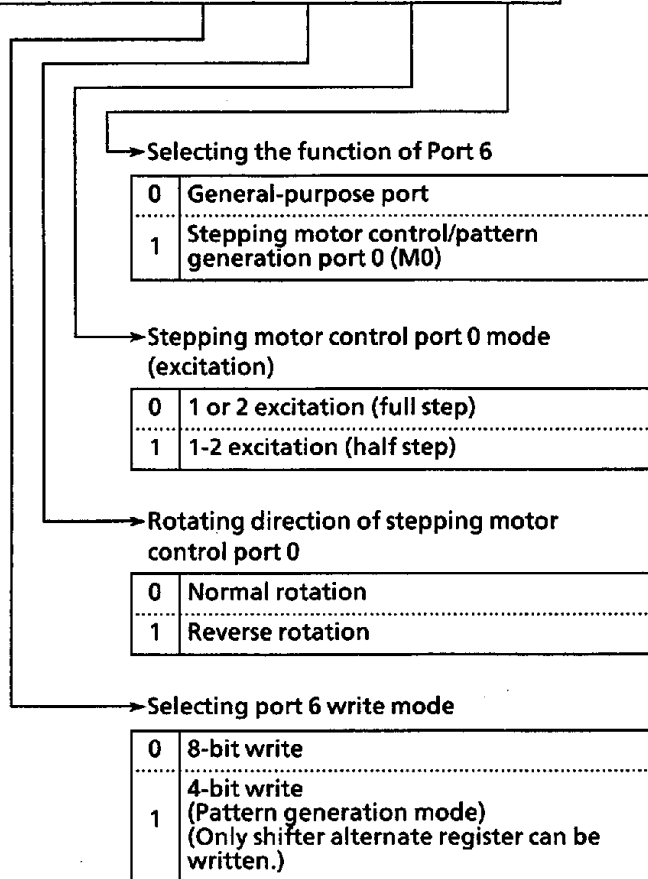 Selecting the function of Port 6
0 General-purpose port
1 Stepping motor control/pattern
generation port 0 (M0)
Stepping motor control port 0 mode
(excitation)
0 1 or 2 excitation (full step)
1 1-2 excitation (half step)
Rotating direction of stepping motor
control port 0
0 Normal rotation
1 Reverse rotation
Selecting port 6 write mode
0 8-bit write
1 4-bit write
(Pattern generation mode)
(Only shifter alternate register can be
written.)